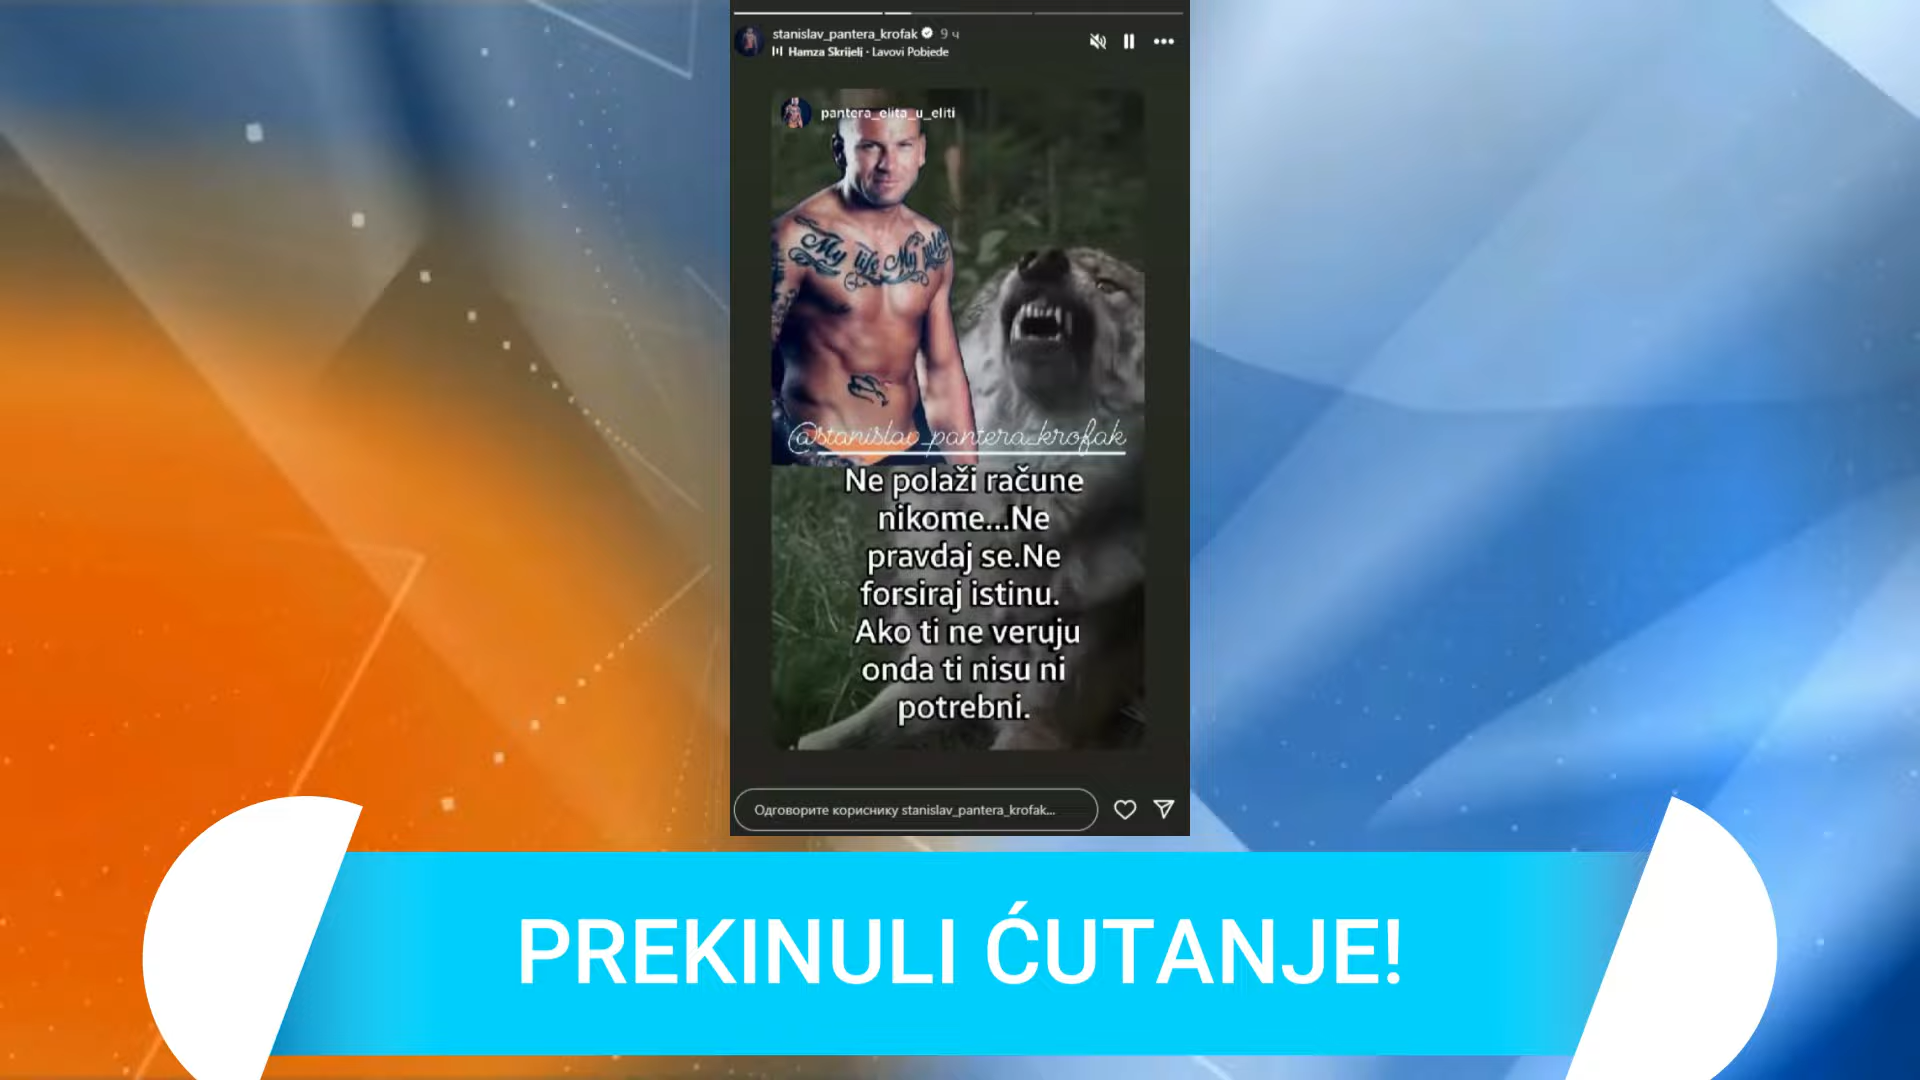 stanislav_pantera_krofak 9 ч
Hamza Skrijelj · Lavovi Pobjede
pantera_elita_u_eliti
My life My rules
@stanislav_pantera_krofak
Ne polaži račune
nikome...Ne
pravdaj se.Ne
forsiraj istinu.
Ako ti ne veruju
onda ti nisu ni
potrebni.
Одговорите кориснику stanislav_pantera_krofak...
PREKINULI ĆUTANJE!